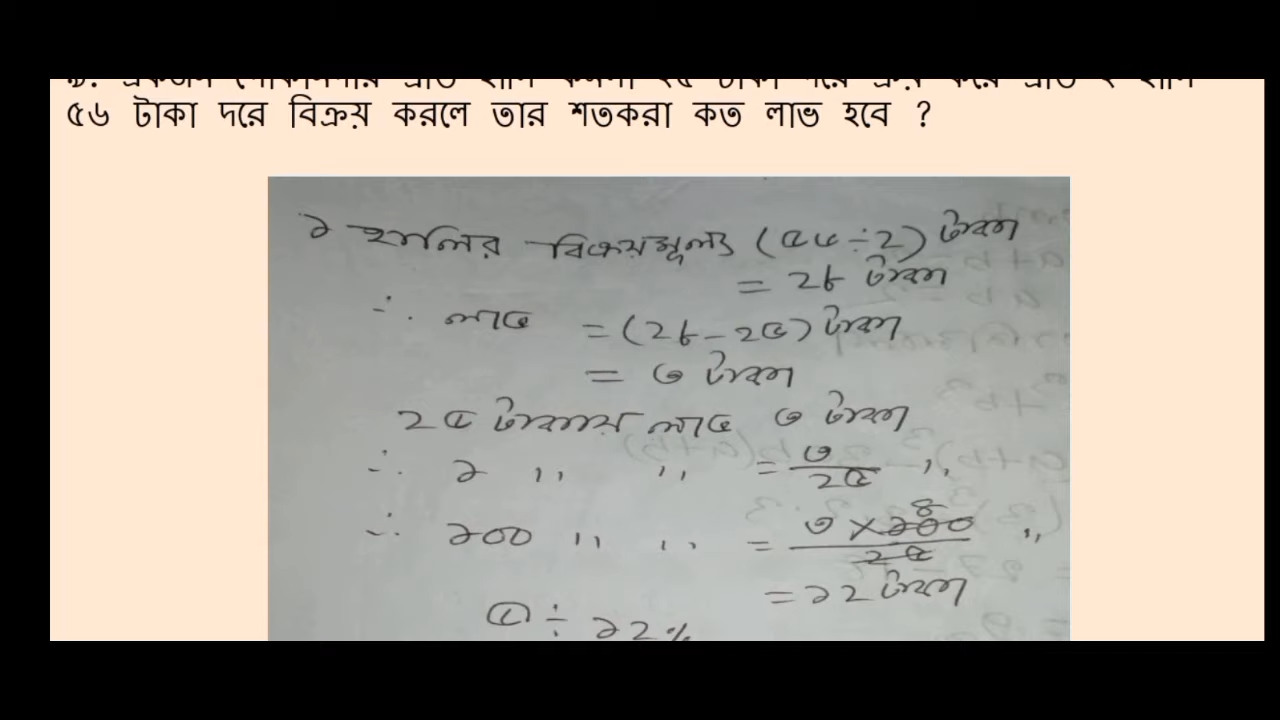 ৫৬ টাকা দরে বিক্রয় করলে তার শতকরা কত লাভ হবে ?
১ হালির বিক্রয়মূল্য (৫৬÷২) টাকা
= ২৮ টাকা
∴ লাভ = (২৮-২৫) টাকা
= ৩ টাকা
২৫ টাকায় লাভ ৩ টাকা
∴ ১ ,, ,, = ৩/২৫ ,,
∴ ১০০ ,, ,, = ৩×১০০ ৪/২৫ ,,
= ১২ টাকা
÷ ১২%